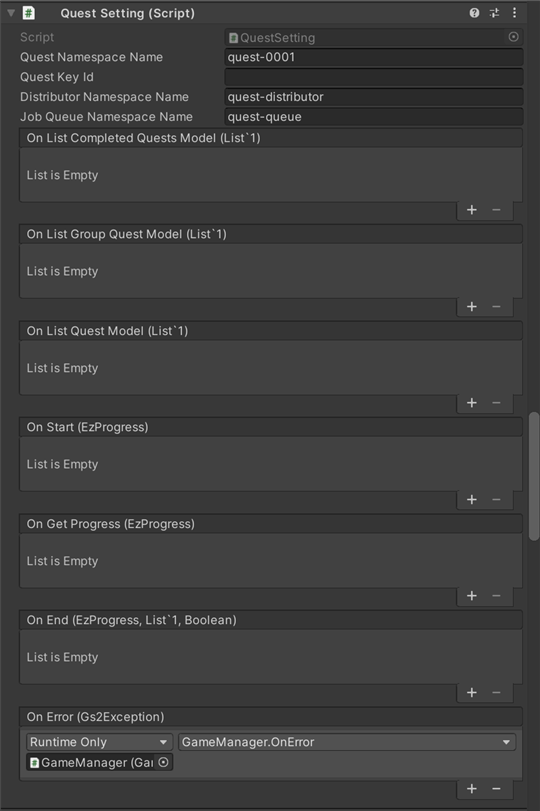 Quest Setting (Script)
Script QuestSetting
Quest Namespace Name quest-0001
Quest Key Id
Distributor Namespace Name quest-distributor
Job Queue Namespace Name quest-queue
On List Completed Quests Model (List`1)
List is Empty
On List Group Quest Model (List`1)
List is Empty
On List Quest Model (List`1)
List is Empty
On Start (EzProgress)
List is Empty
On Get Progress (EzProgress)
List is Empty
On End (EzProgress, List`1, Boolean)
List is Empty
On Error (Gs2Exception)
Runtime Only GameManager.OnError
GameManager (Gai